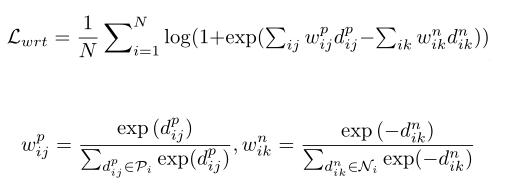 $\mathcal{L}_{wrt} = \frac{1}{N} \sum_{i=1}^{N} \log(1+\exp(\sum_{ij} w_{ij}^{p} d_{ij}^{p} - \sum_{ik} w_{ik}^{n} d_{ik}^{n}))$
$w_{ij}^{p} = \frac{\exp(d_{ij}^{p})}{\sum_{d_{ij}^{p} \in \mathcal{P}_i} \exp(d_{ij}^{p})}, w_{ik}^{n} = \frac{\exp(-d_{ik}^{n})}{\sum_{d_{ik}^{n} \in \mathcal{N}_i} \exp(-d_{ik}^{n})}$